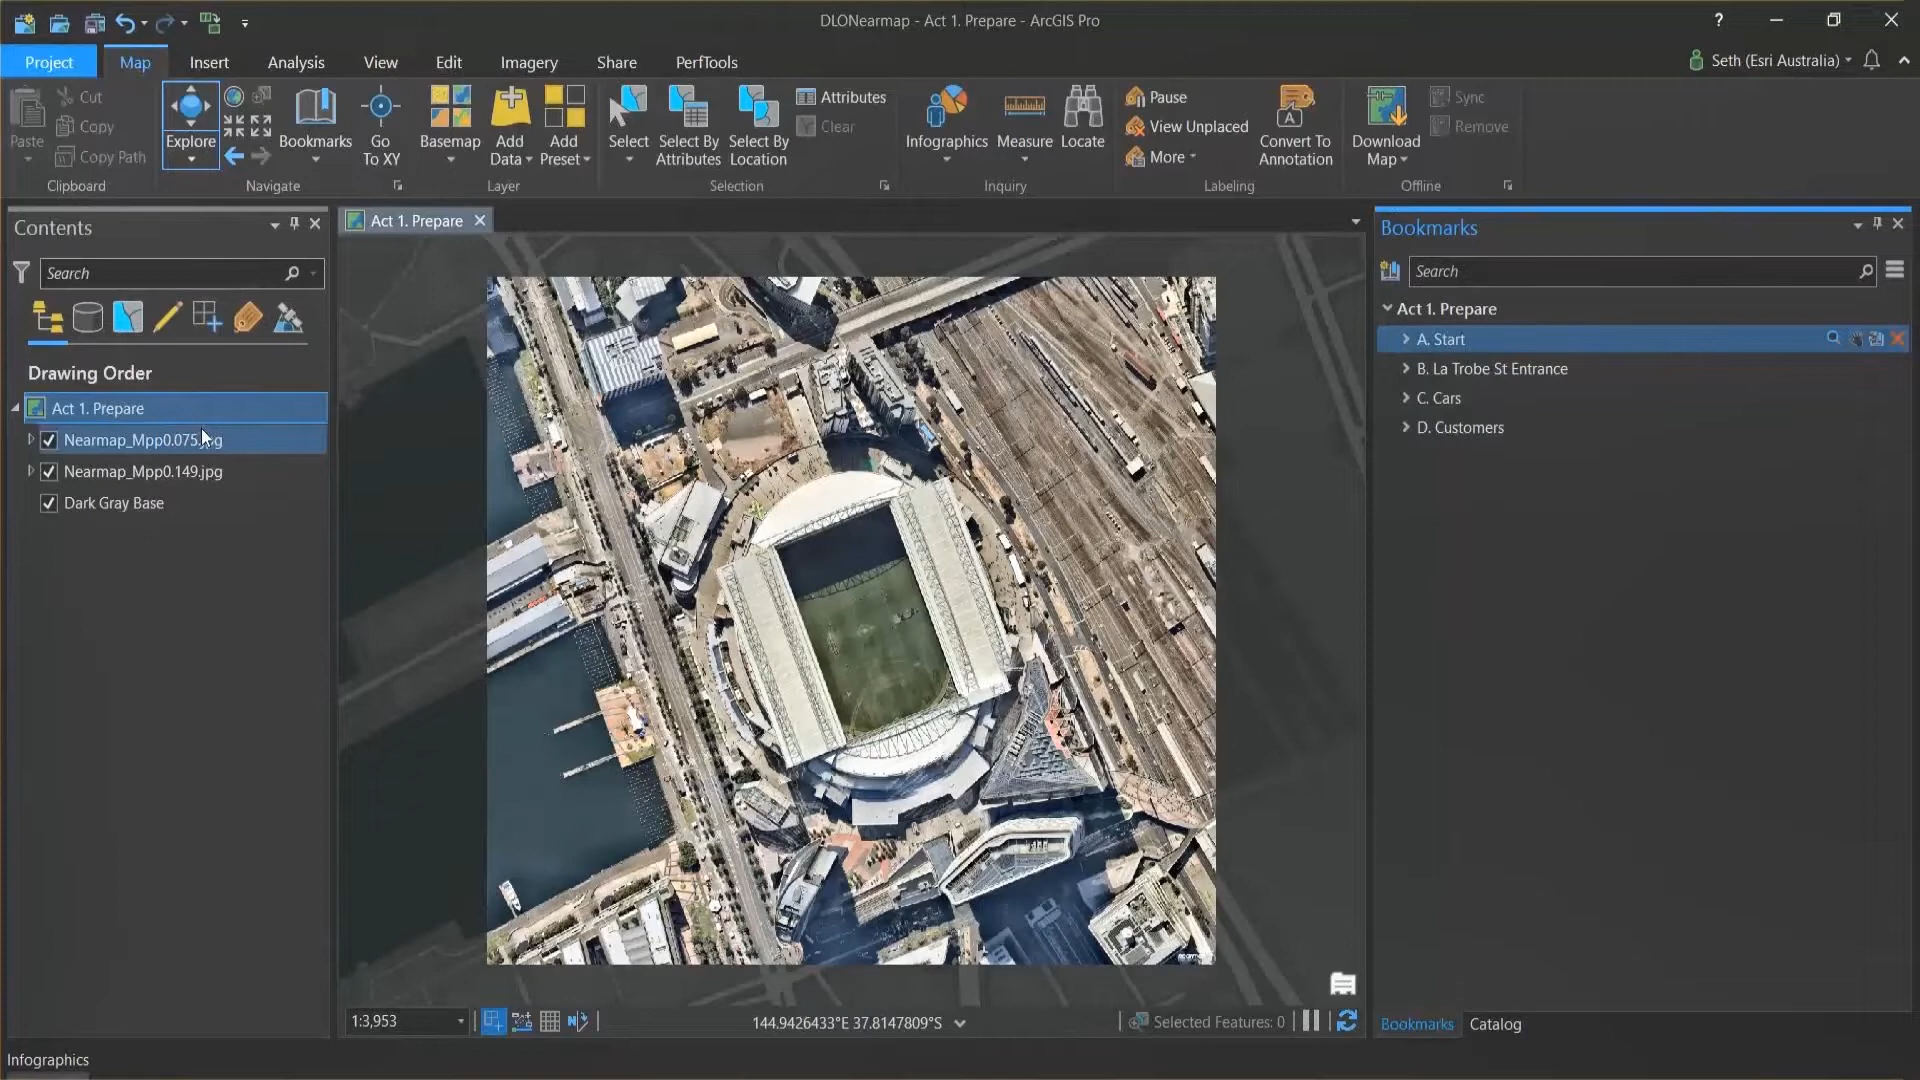 DLONearmap - Act 1. Prepare - ArcGIS Pro
?
Project Map Insert Analysis View Edit Imagery Share PerfTools
Seth (Esri Australia)
Paste
Cut
Copy
Copy Path
Clipboard
Explore
Bookmarks
Go
To XY
Navigate
Basemap
Add
Data
Add
Preset
Layer
Select
Select By
Attributes
Select By
Location
Attributes
Clear
Selection
Infographics
Measure
Locate
Inquiry
Pause
View Unplaced
More
Convert To
Annotation
Labeling
Download
Map
Sync
Remove
Offline
Contents
Search
Drawing Order
Act 1. Prepare
Nearmap_Mpp0.075.jpg
Nearmap_Mpp0.149.jpg
Dark Gray Base
Act 1. Prepare
1:3,953
144.9426433°E 37.8147809°S
Selected Features: 0
Bookmarks
Search
Act 1. Prepare
A. Start
B. La Trobe St Entrance
C. Cars
D. Customers
Bookmarks Catalog
Infographics